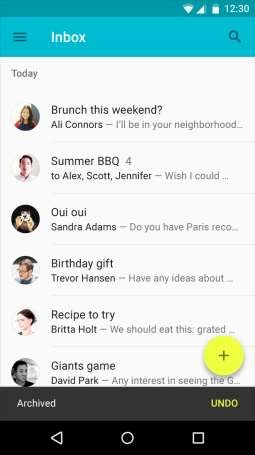 12:30
Inbox
Today
Brunch this weekend?
Ali Connors — I'll be in your neighborhood...
Summer BBQ 4
to Alex, Scott, Jennifer — Wish I could ...
Oui oui
Sandra Adams — Do you have Paris reco...
Birthday gift
Trevor Hansen — Have any ideas about ...
Recipe to try
Britta Holt — We should eat this: grated ...
Giants game
David Park — Any interest in seeing the G...
Archived UNDO